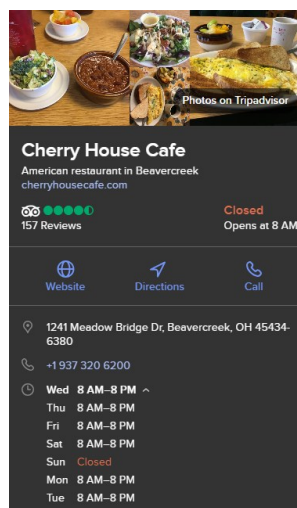 Photos on Tripadvisor
Cherry House Cafe
American restaurant in Beavercreek
cherryhousecafe.com
Closed
157 Reviews
Opens at 8 AM
Website
Directions
Call
1241 Meadow Bridge Dr, Beavercreek, OH 45434-
6380
+1 937 320 6200
Wed 8 AM–8 PM
Thu 8 AM–8 PM
Fri 8 AM–8 PM
Sat 8 AM–8 PM
Sun Closed
Mon 8 AM–8 PM
Tue 8 AM–8 PM